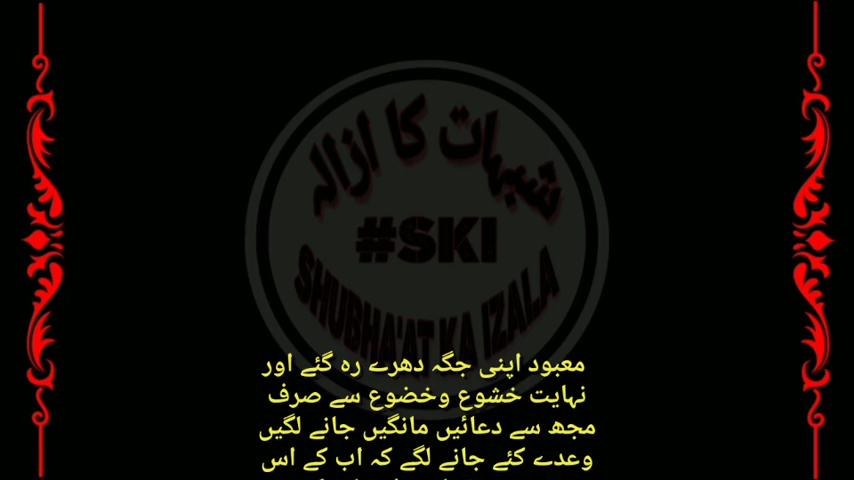 شبہات کا ازالہ
#SKI
SHUBHA'AT KA IZALA
معبود اپنی جگہ دھرے رہ گئے اور
نہایت خشوع وخضوع سے صرف
مجھ سے دعائیں مانگیں جانے لگیں
وعدے کئے جانے لگے کہ اب کے اس